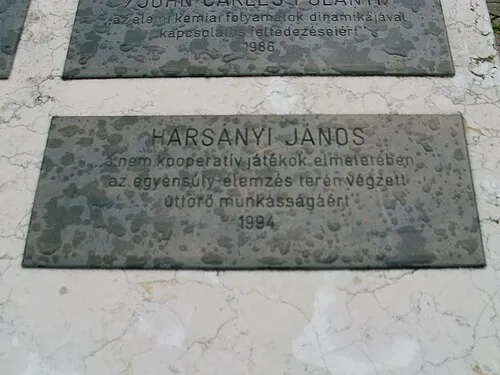 /JOHN CARLES POLANYI/
"az elemi kémiai folyamatok dinamikájával
kapcsolatos felfedezéseiért"
1986
HARSÁNYI JÁNOS
"a nem kooperatív játékok elméletében
az egyensúly-elemzés terén végzett
úttörő munkásságáért"
1994